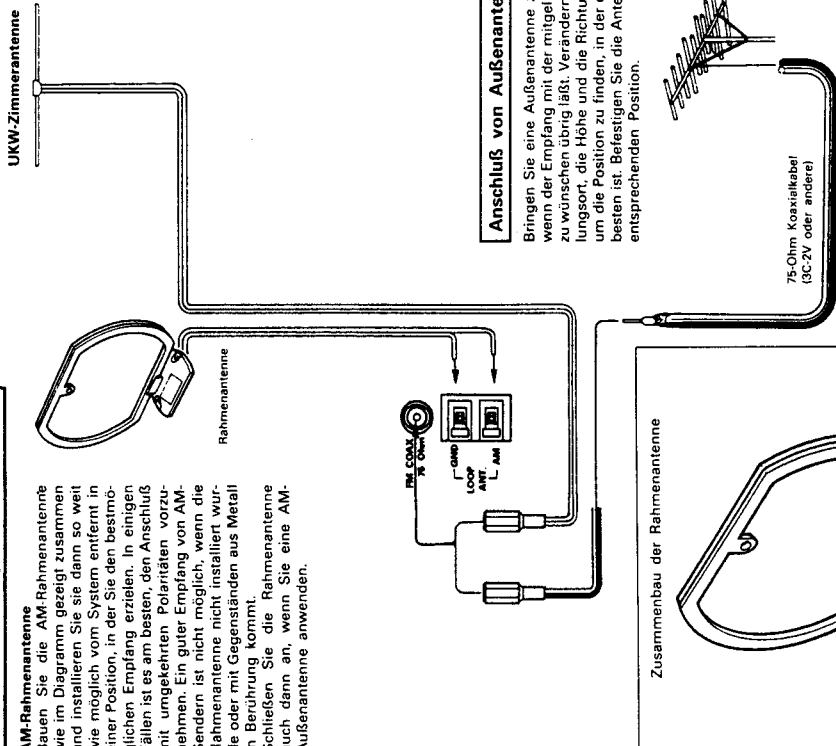 AM-Rahmenantenne
Bauen Sie die AM-Rahmenantenne
wie im Diagramm gezeigt zusammen
und installieren Sie sie dann so weit
wie möglich vom System entfernt in
einer Position, in der Sie den bestmö-
glichen Empfang erzielen. In einigen
Fällen ist es am besten, den Anschluß
mit umgekehrten Polaritäten vorzu-
nehmen. Ein guter Empfang von AM-
Sendern ist nicht möglich, wenn die
Rahmenantenne nicht installiert wur-
de oder mit Gegenständen aus Metall
in Berührung kommt.
Schließen Sie die Rahmenantenne
auch dann an, wenn Sie eine AM-
Außenantenne anwenden.
Rahmenantenne
UKW-Zimmerantenne
FM COAX
75 Ohm
GND
LOOP
ANT.
AM
Anschluß von Außenante
Bringen Sie eine Außenantenne
wenn der Empfang mit der mitgel
zu wünschen übrig läßt. Verändern
lungsort, die Höhe und die Richtu
um die Position zu finden, in der
besten ist. Befestigen Sie die Ante
entsprechenden Position.
75-Ohm Koaxialkabel
(3C-2V oder andere)
Zusammenbau der Rahmenantenne